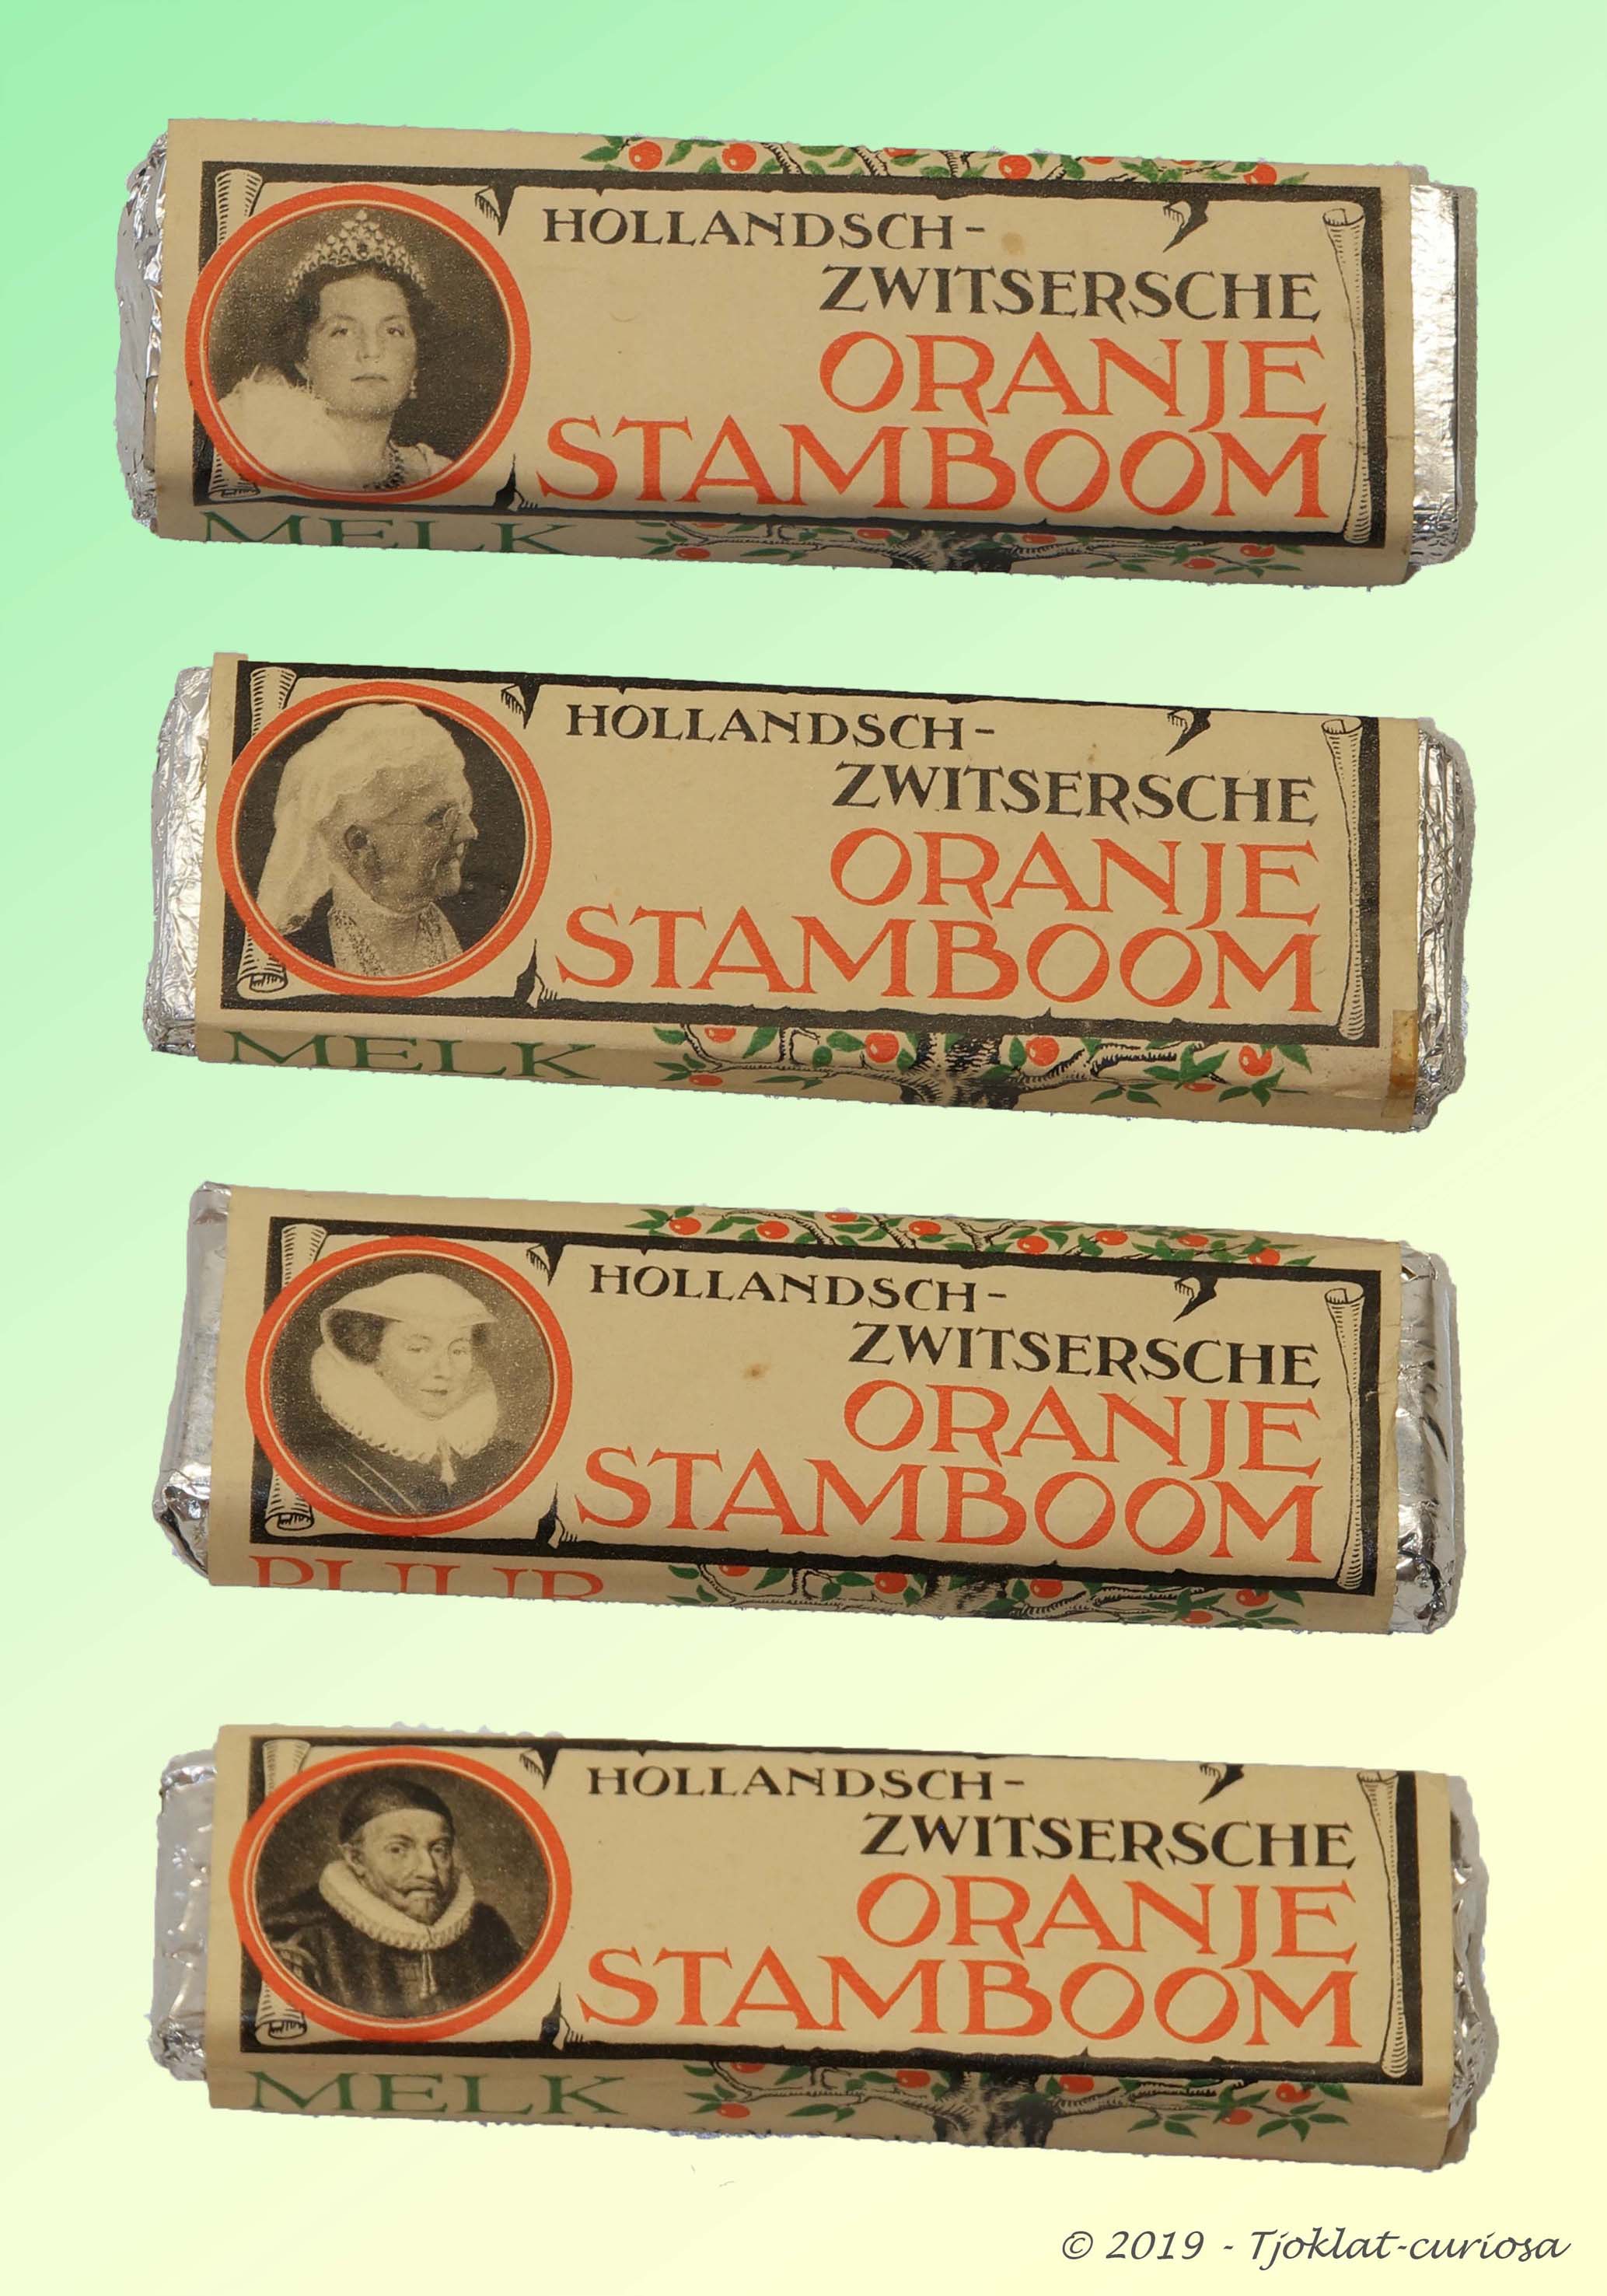 HOLLANDSCH-
ZWITSERSCHE
ORANJE
STAMBOOM
MELK
HOLLANDSCH-
ZWITSERSCHE
ORANJE
STAMBOOM
MELK
HOLLANDSCH-
ZWITSERSCHE
ORANJE
STAMBOOM
PUUR
HOLLANDSCH-
ZWITSERSCHE
ORANJE
STAMBOOM
MELK
© 2019 - Tjoklat-curiosa